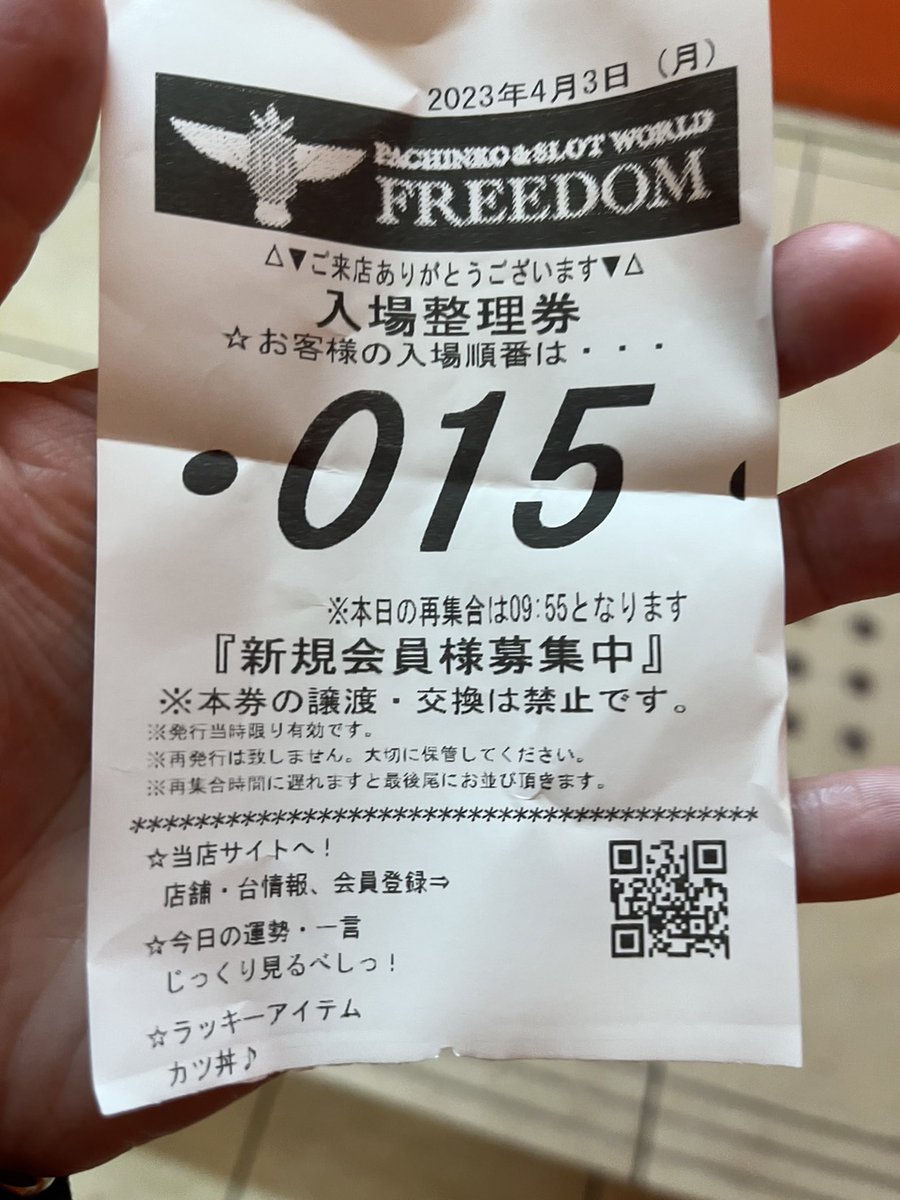 2023年4月3日 （月）
PACHINKO&SLOT WORLD
FREEDOM
△▼ご来店ありがとうございます▼△
入場整理券
☆お客様の入場順番は・・・
・015・
※本日の再集合は09:55となります
『新規会員様募集中』
※本券の譲渡・交換は禁止です。
※発行当時限り有効です。
※再発行は致しません。大切に保管してください。
※再集合時間に遅れますと最後尾にお並び頂きます。
****************************************
☆当店サイトへ！
店舗・台情報、会員登録⇒
☆今日の運勢・一言
じっくり見るべしっ！
☆ラッキーアイテム
カツ丼♪